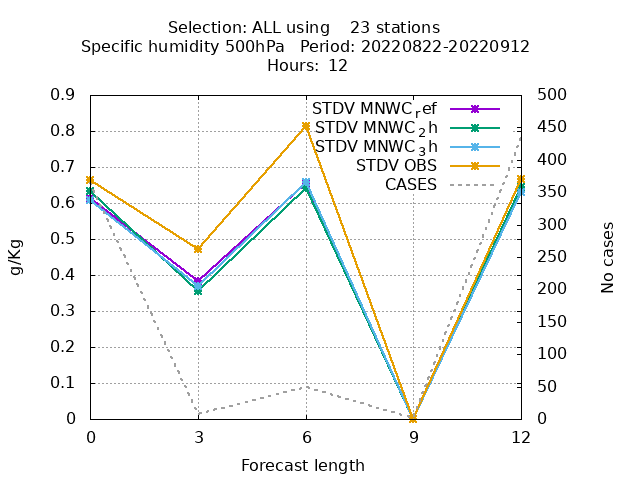 Selection: ALL using    23 stations
Specific humidity 500hPa   Period: 20220822-20220912
Hours:  12
STDV MNWC_ref
STDV MNWC_2h
STDV MNWC_3h
STDV OBS
CASES
g/Kg
0.9
0.8
0.7
0.6
0.5
0.4
0.3
0.2
0.1
0
500
450
400
350
300
250
200
150
100
50
0
No cases
0 3 6 9 12
Forecast length